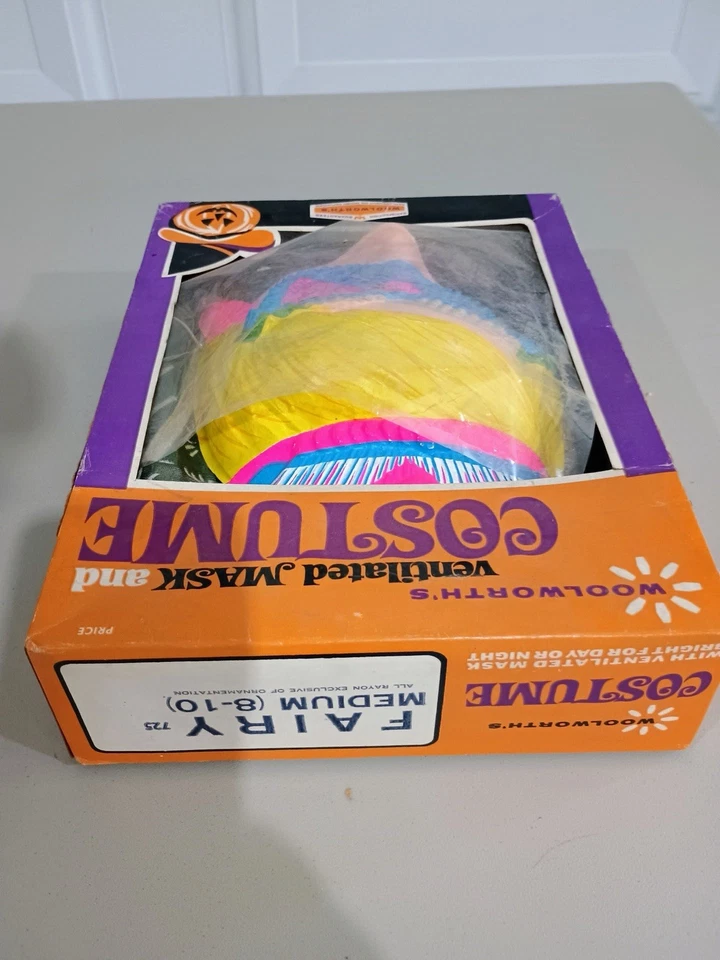 WOOLWORTH'S
WOOLWORTH'S
ventilated MASK and
COSTUME
PRICE
WOOLWORTH'S
COSTUME
WITH VENTILATED MASK
BRIGHT FOR DAY OR NIGHT
FAIRY 725
MEDIUM (8-10)
ALL RAYON EXCLUSIVE OF ORNAMENTATION